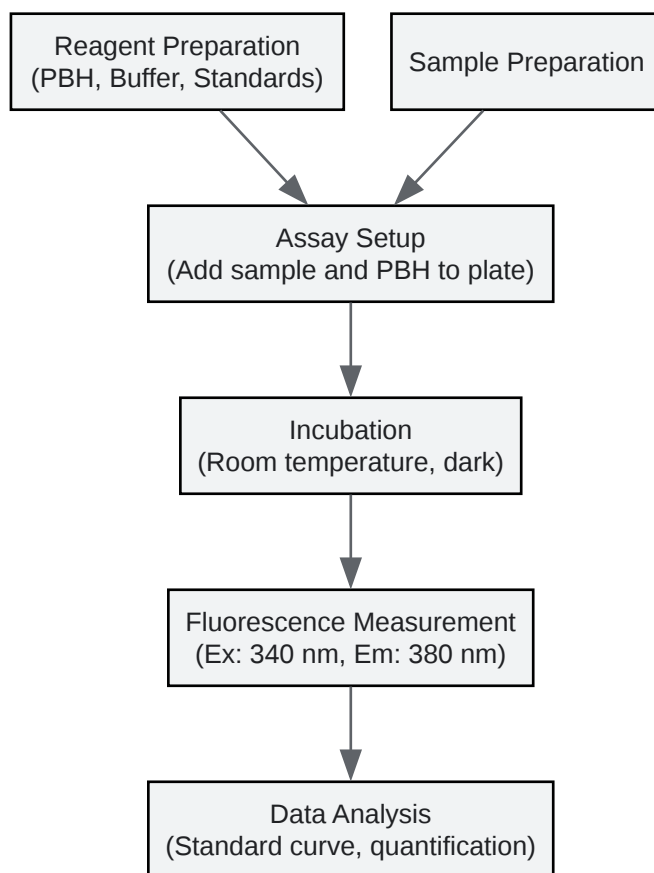 Reagent Preparation
(PBH, Buffer, Standards)
Sample Preparation
Assay Setup
(Add sample and PBH to plate)
Incubation
(Room temperature, dark)
Fluorescence Measurement
(Ex: 340 nm, Em: 380 nm)
Data Analysis
(Standard curve, quantification)